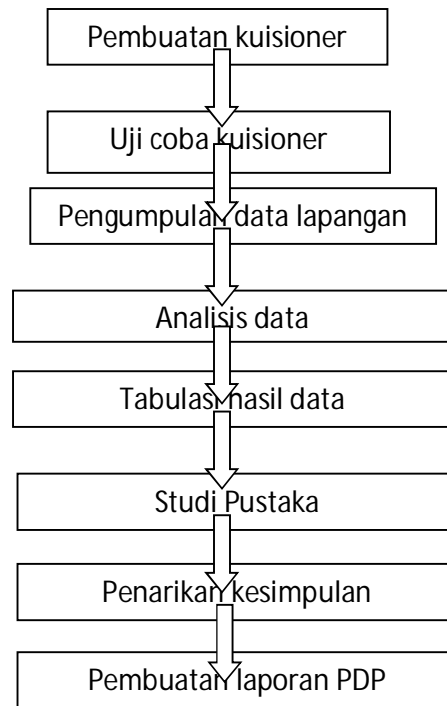 Pembuatan kuisioner
Uji coba kuisioner
Pengumpulan data lapangan
Analisis data
Tabulasi hasil data
Studi Pustaka
Penarikan kesimpulan
Pembuatan laporan PDP